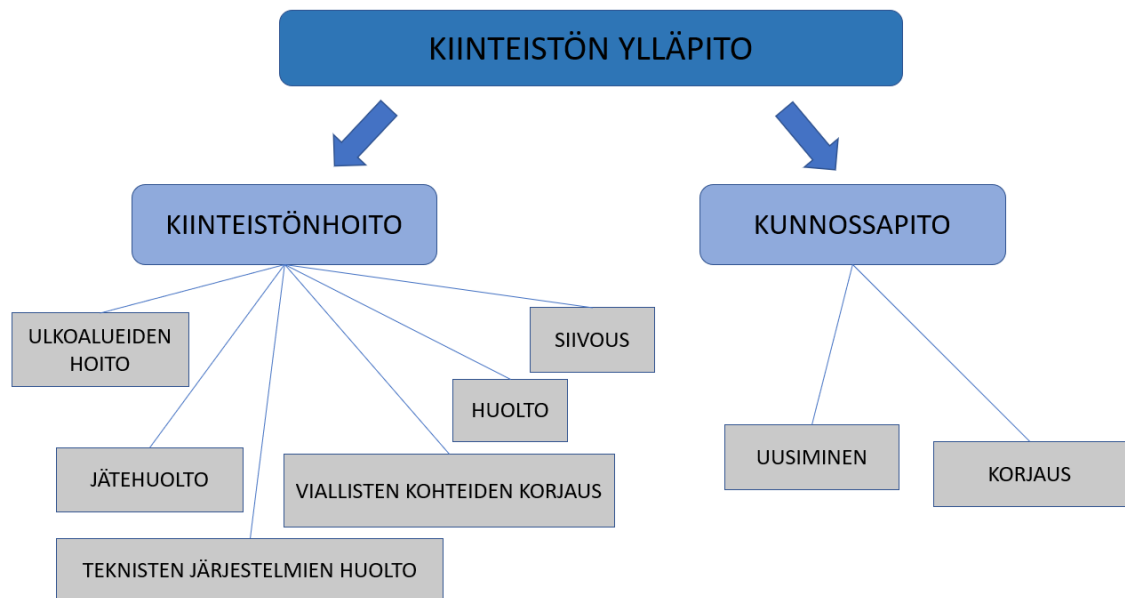 KIINTEISTÖN YLLÄPITO
KIINTEISTÖNHOITO
KUNNOSSAPITO
ULKOALUEIDEN
HOITO
SIIVOUS
HUOLTO
JÄTEHUOLTO
VIALLISTEN KOHTEIDEN KORJAUS
TEKNISTEN JÄRJESTELMIEN HUOLTO
UUSIMINEN
KORJAUS